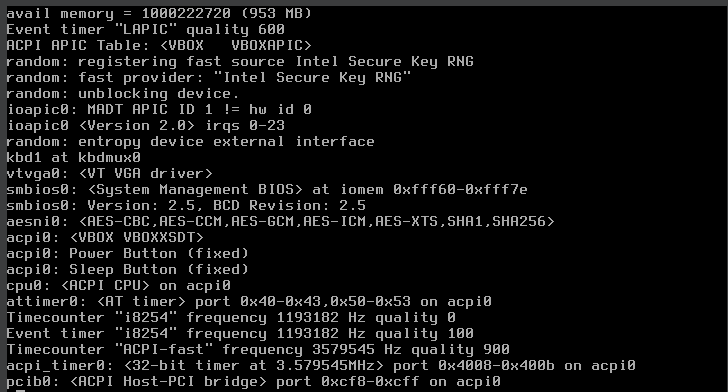 avail memory = 1000222720 (953 MB)
Event timer "LAPIC" quality 600
ACPI APIC Table: <VBOX   VBOXAPIC>
random: registering fast source Intel Secure Key RNG
random: fast provider: "Intel Secure Key RNG"
random: unblocking device.
ioapic0: MADT APIC ID 1 != hw id 0
ioapic0 <Version 2.0> irqs 0-23
random: entropy device external interface
kbd1 at kbdmux0
vtvga0: <VT VGA driver>
smbios0: <System Management BIOS> at iomem 0xfff60-0xfff7e
smbios0: Version: 2.5, BCD Revision: 2.5
aesni0: <AES-CBC,AES-CCM,AES-GCM,AES-ICM,AES-XTS,SHA1,SHA256>
acpi0: <VBOX VBOXXSDT>
acpi0: Power Button (fixed)
acpi0: Sleep Button (fixed)
cpu0: <ACPI CPU> on acpi0
attimer0: <AT timer> port 0x40-0x43,0x50-0x53 on acpi0
Timecounter "i8254" frequency 1193182 Hz quality 0
Event timer "i8254" frequency 1193182 Hz quality 100
Timecounter "ACPI-fast" frequency 3579545 Hz quality 900
acpi_timer0: <32-bit timer at 3.579545MHz> port 0x4008-0x400b on acpi0
pcib0: <ACPI Host-PCI bridge> port 0xcf8-0xcff on acpi0